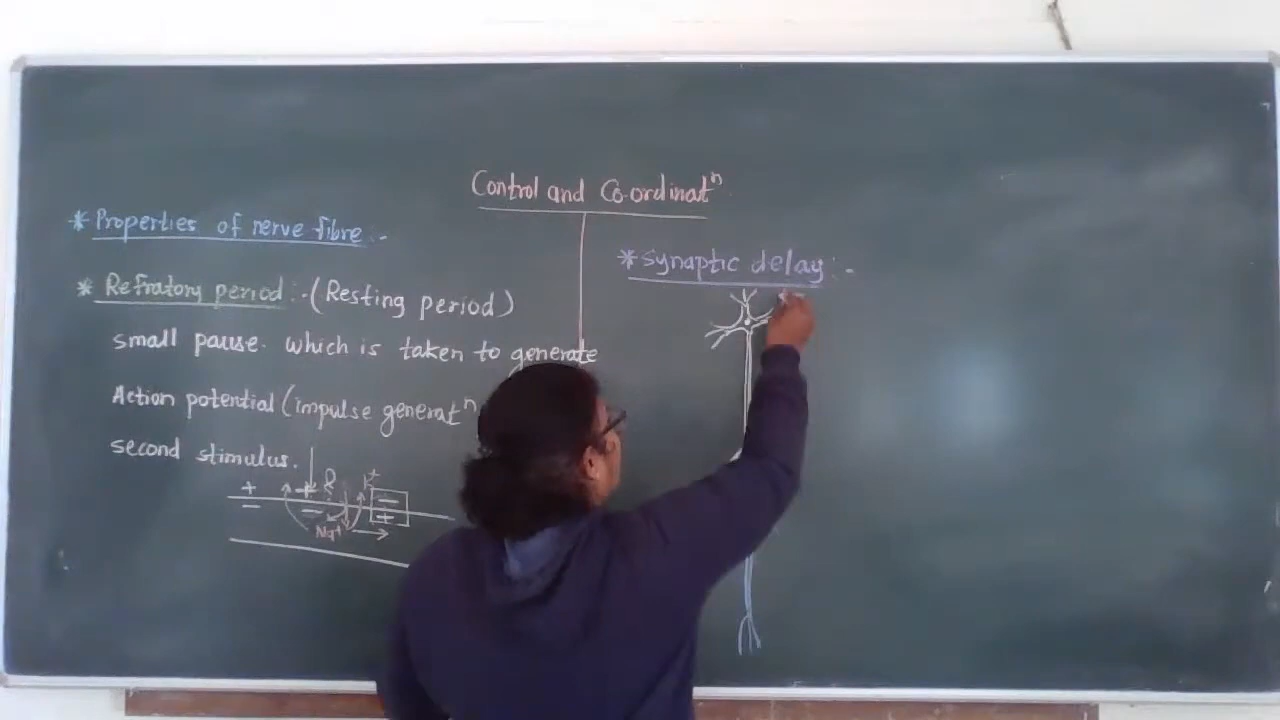 Control and Co-ordinatⁿ.
* Properties of nerve fibre:-
* Refratory period:-(Resting period)
small pause. which is taken to generate
Action potential (impulse generatⁿ
second stimulus.
+ + K⁺ −
− − +
Na⁺
* Synaptic delay:-